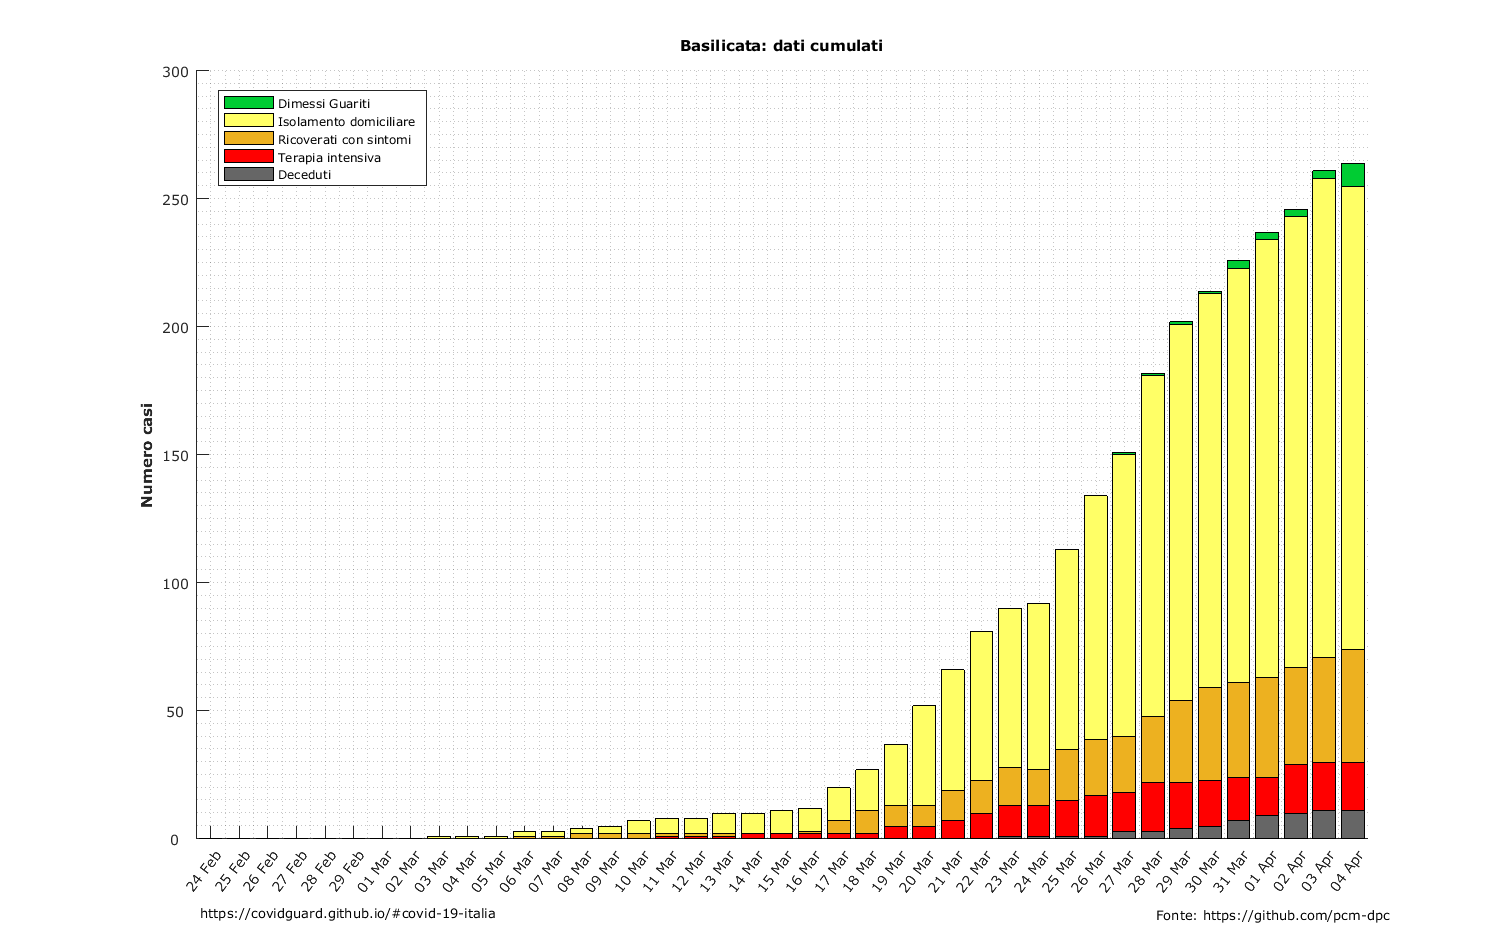 Basilicata: dati cumulati
300
250
200
150
100
50
0
Numero casi
Dimessi Guariti
Isolamento domiciliare
Ricoverati con sintomi
Terapia intensiva
Deceduti
24 Feb
25 Feb
26 Feb
27 Feb
28 Feb
29 Feb
01 Mar
02 Mar
03 Mar
04 Mar
05 Mar
06 Mar
07 Mar
08 Mar
09 Mar
10 Mar
11 Mar
12 Mar
13 Mar
14 Mar
15 Mar
16 Mar
17 Mar
18 Mar
19 Mar
20 Mar
21 Mar
22 Mar
23 Mar
24 Mar
25 Mar
26 Mar
27 Mar
28 Mar
29 Mar
30 Mar
31 Mar
01 Apr
02 Apr
03 Apr
04 Apr
https://covidguard.github.io/#covid-19-italia
Fonte: https://github.com/pcm-dpc